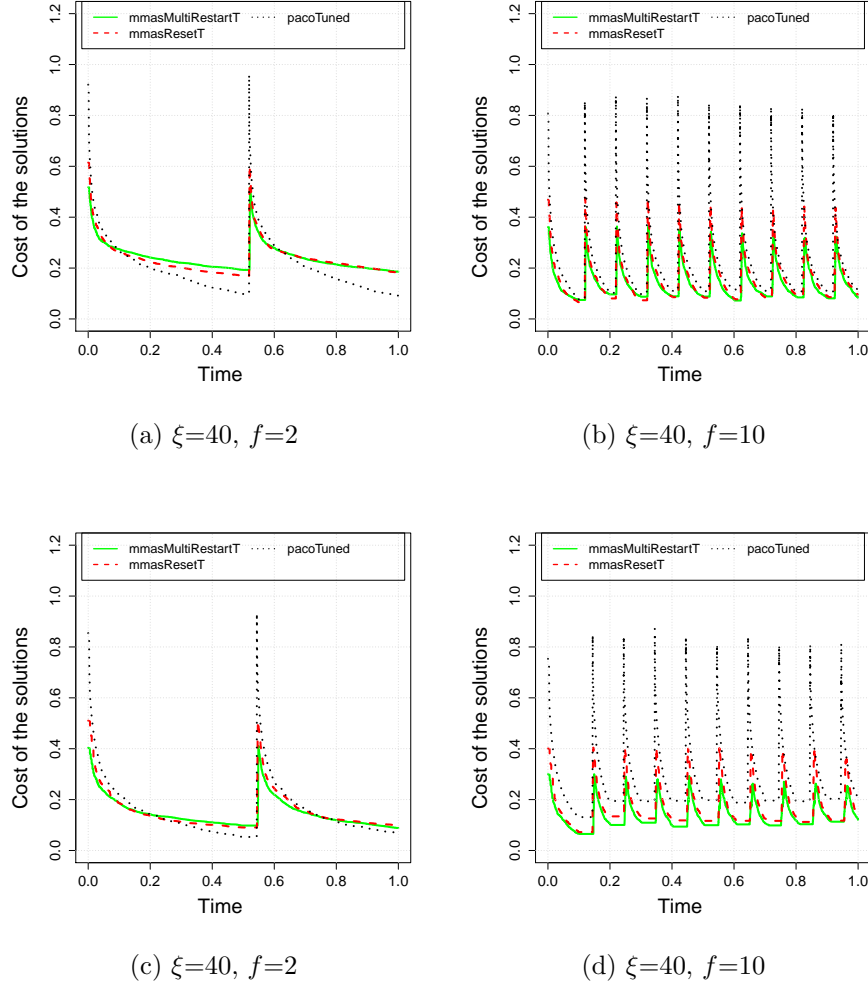 mmasMultiRestartT
mmasResetT
pacoTuned
Cost of the solutions
0.0 0.2 0.4 0.6 0.8 1.0 1.2
0.0 0.2 0.4 0.6 0.8 1.0
Time
(a) ξ=40, f=2
mmasMultiRestartT
mmasResetT
pacoTuned
Cost of the solutions
0.0 0.2 0.4 0.6 0.8 1.0 1.2
0.0 0.2 0.4 0.6 0.8 1.0
Time
(b) ξ=40, f=10
mmasMultiRestartT
mmasResetT
pacoTuned
Cost of the solutions
0.0 0.2 0.4 0.6 0.8 1.0 1.2
0.0 0.2 0.4 0.6 0.8 1.0
Time
(c) ξ=40, f=2
mmasMultiRestartT
mmasResetT
pacoTuned
Cost of the solutions
0.0 0.2 0.4 0.6 0.8 1.0 1.2
0.0 0.2 0.4 0.6 0.8 1.0
Time
(d) ξ=40, f=10